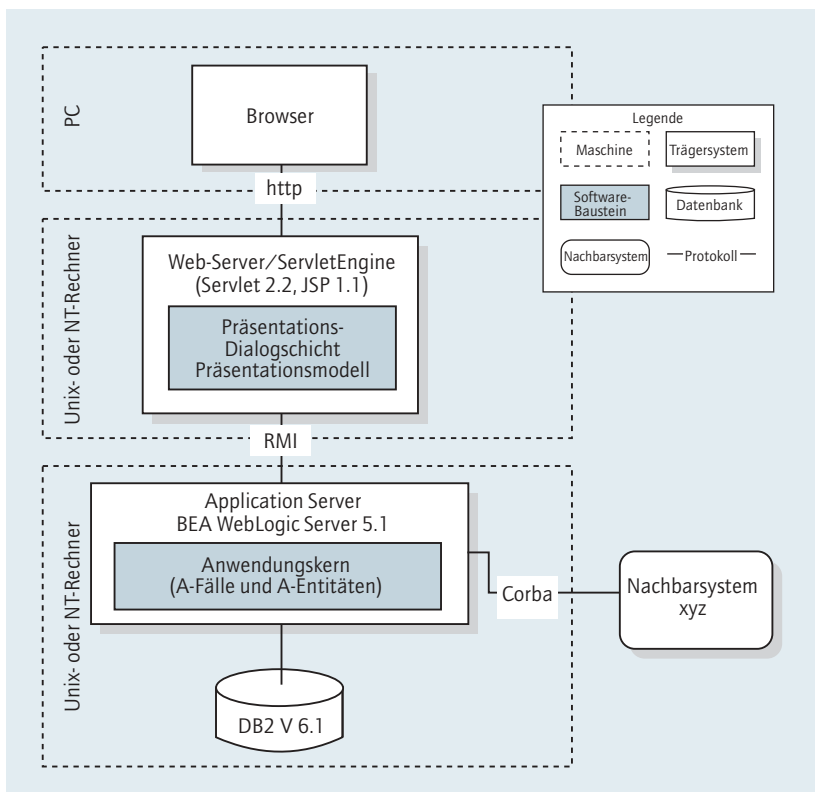 PC
Browser
http
Legende
Maschine
Trägersystem
Software-
Baustein
Datenbank
Nachbarsystem
Protokoll
Unix- oder NT-Rechner
Web-Server/ServletEngine
(Servlet 2.2, JSP 1.1)
Präsentations-
Dialogschicht
Präsentationsmodell
RMI
Unix- oder NT-Rechner
Application Server
BEA WebLogic Server 5.1
Anwendungskern
(A-Fälle und A-Entitäten)
Corba
Nachbarsystem
xyz
DB2 V 6.1